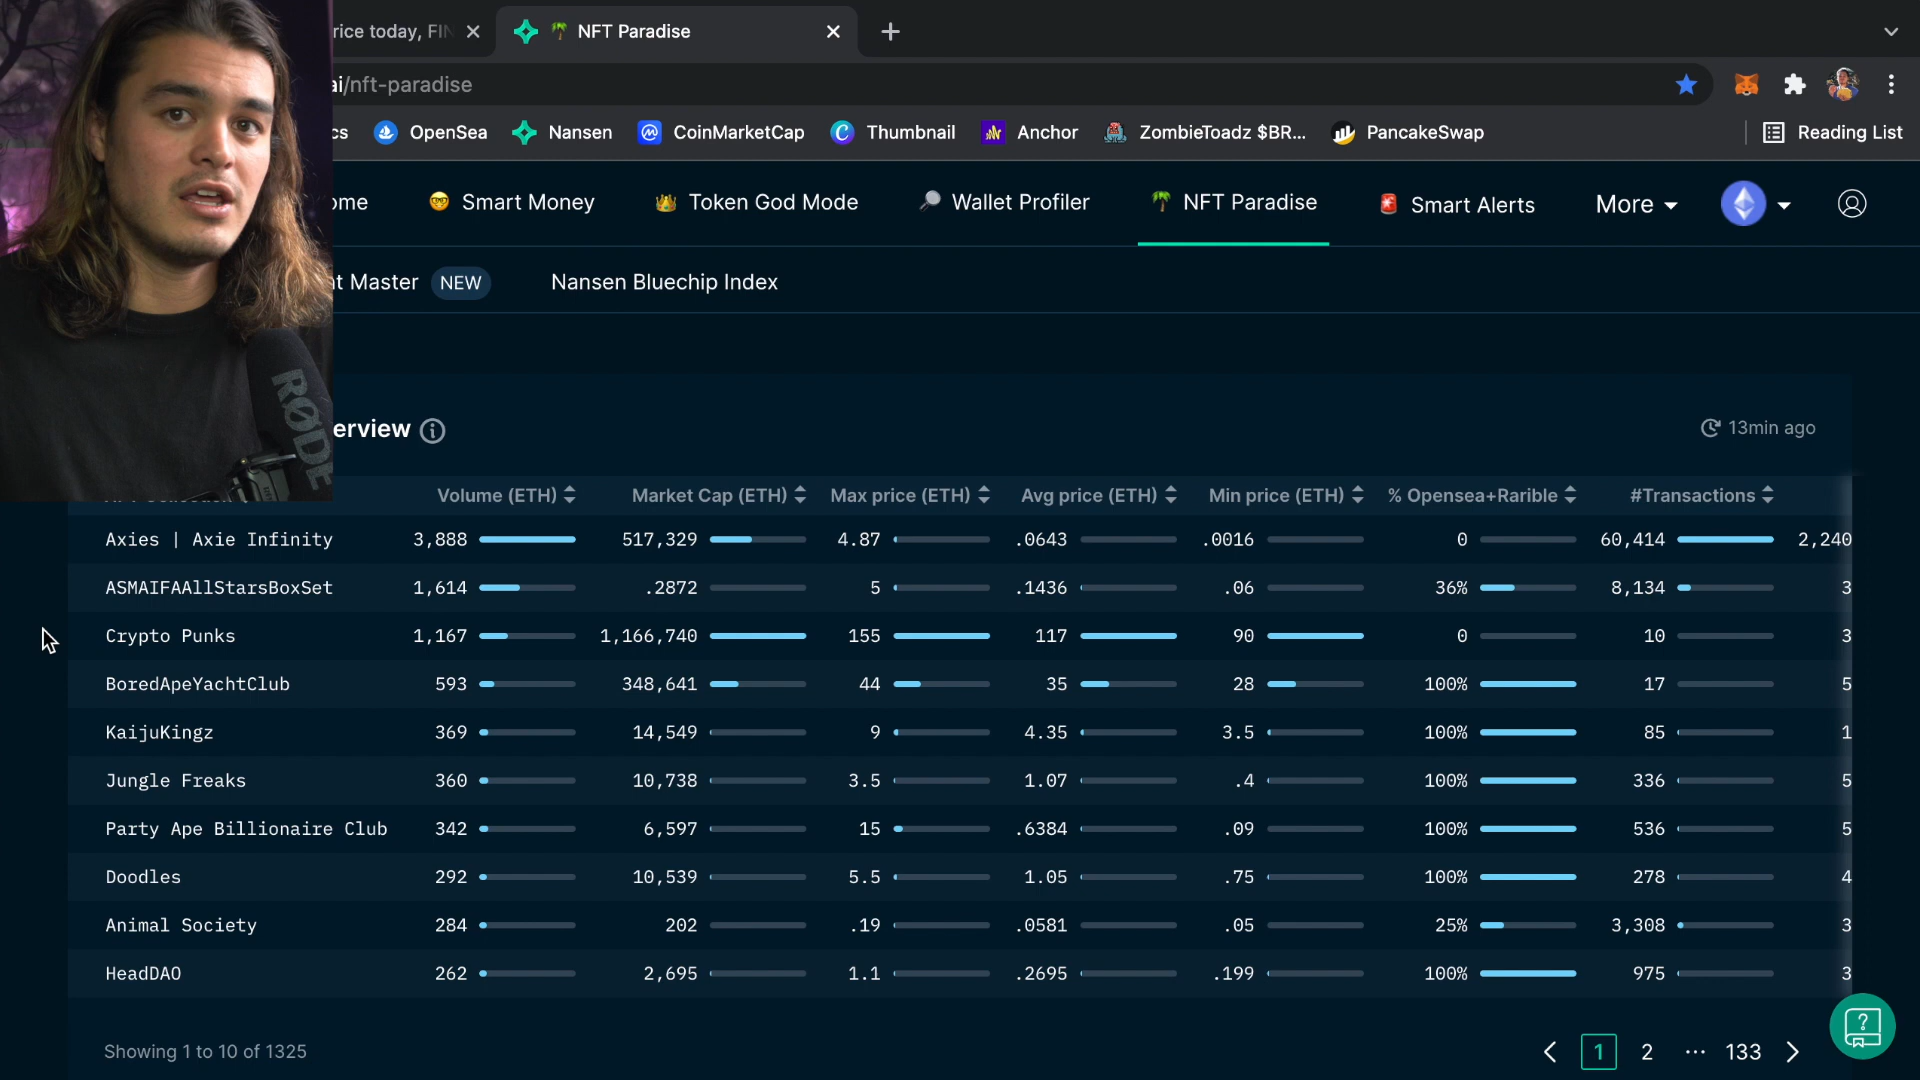 rice today, FIN
NFT Paradise
ai/nft-paradise
cs
OpenSea
Nansen
CoinMarketCap
Thumbnail
Anchor
ZombieToadz $BR...
PancakeSwap
Reading List
ome
Smart Money
Token God Mode
Wallet Profiler
NFT Paradise
Smart Alerts
More
t Master NEW
Nansen Bluechip Index
RØDE
erview
13min ago
Volume (ETH) Market Cap (ETH) Max price (ETH) Avg price (ETH) Min price (ETH) % Opensea+Rarible #Transactions
Axies | Axie Infinity 3,888 517,329 4.87 .0643 .0016 0 60,414 2,240
ASMAIFAAllStarsBoxSet 1,614 .2872 5 .1436 .06 36% 8,134 3
Crypto Punks 1,167 1,166,740 155 117 90 0 10 3
BoredApeYachtClub 593 348,641 44 35 28 100% 17 5
KaijuKingz 369 14,549 9 4.35 3.5 100% 85 1
Jungle Freaks 360 10,738 3.5 1.07 .4 100% 336 5
Party Ape Billionaire Club 342 6,597 15 .6384 .09 100% 536 5
Doodles 292 10,539 5.5 1.05 .75 100% 278 4
Animal Society 284 202 .19 .0581 .05 25% 3,308 3
HeadDAO 262 2,695 1.1 .2695 .199 100% 975 3
Showing 1 to 10 of 1325
1 2 ... 133